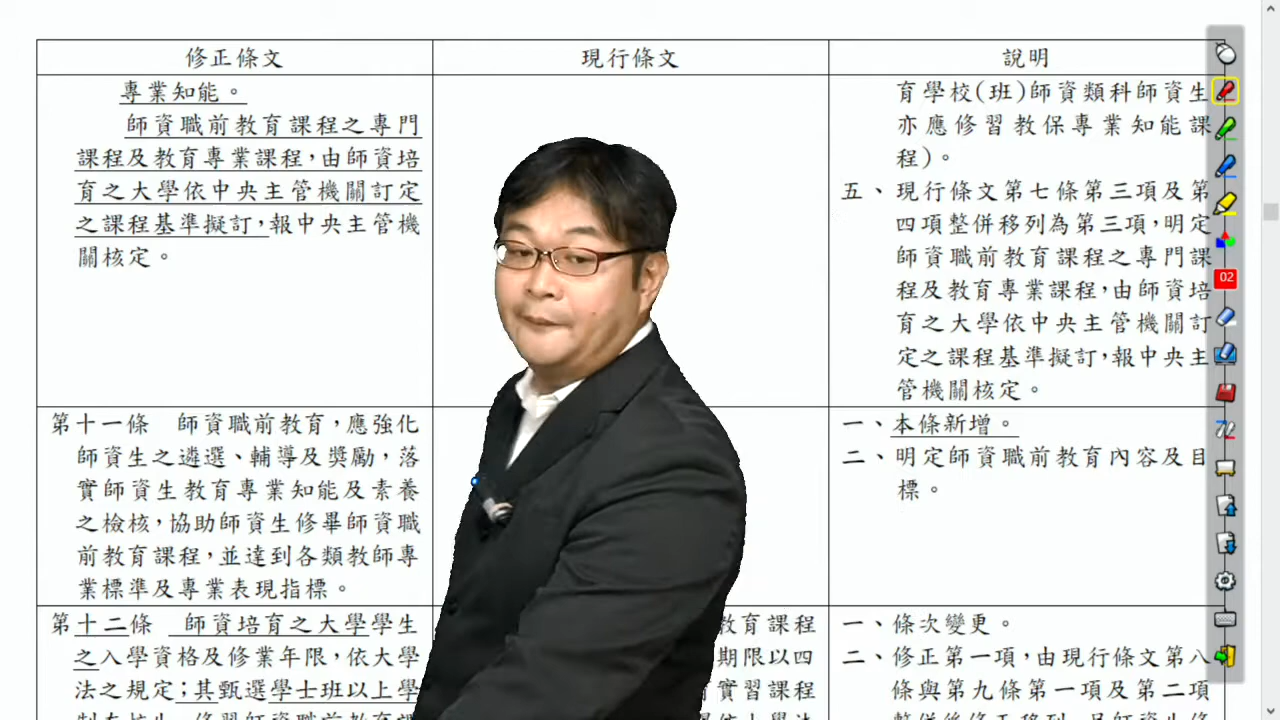 修正條文
現行條文
說明
專業知能。
師資職前教育課程之專門
課程及教育專業課程，由師資培
育之大學依中央主管機關訂定
之課程基準擬訂，報中央主管機
關核定。
育學校(班)師資類科師資生
亦應修習教保專業知能課
程)。
五、現行條文第七條第三項及第
四項整併移列為第三項，明定
師資職前教育課程之專門課
程及教育專業課程，由師資培
育之大學依中央主管機關訂
定之課程基準擬訂，報中央主
管機關核定。
第十一條　師資職前教育，應強化
師資生之遴選、輔導及獎勵，落
實師資生教育專業知能及素養
之檢核，協助師資生修畢師資職
前教育課程，並達到各類教師專
業標準及專業表現指標。
一、本條新增。
二、明定師資職前教育內容及目
標。
第十二條　師資培育之大學學生
之入學資格及修業年限，依大學
法之規定；其甄選學士班以上學
教育課程
期限以四
實習課程
一、條次變更。
二、修正第一項，由現行條文第八
條與第九條第一項及第二項
02